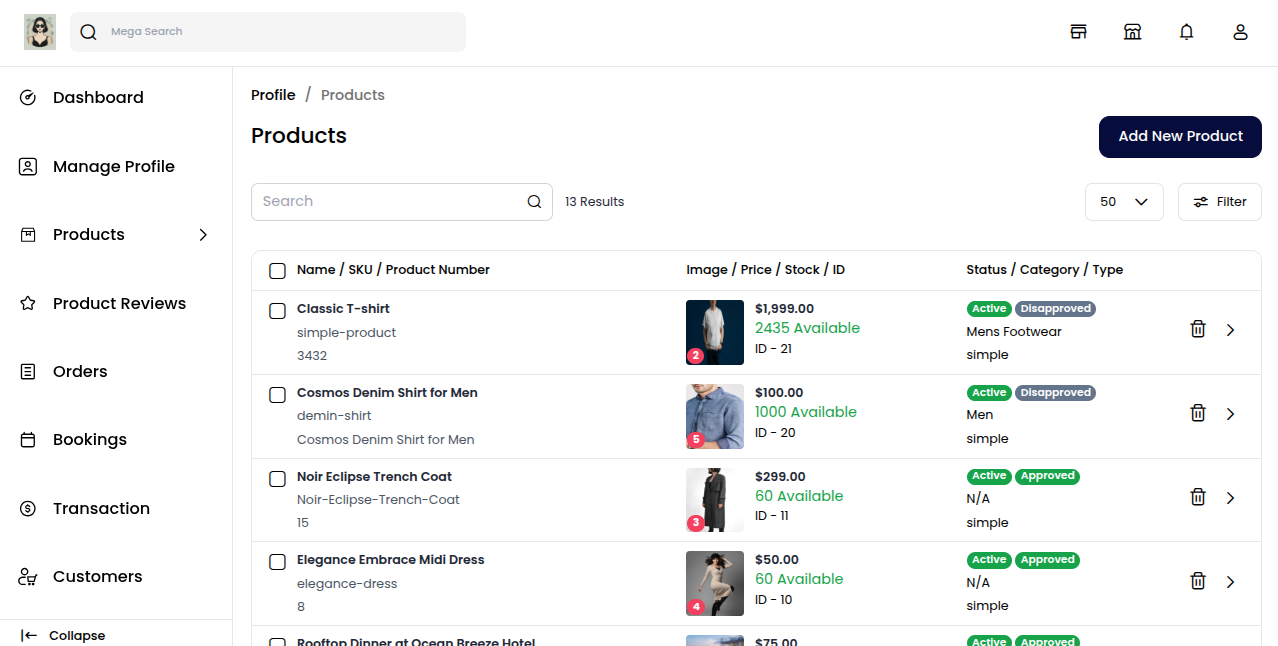 Mega Search
Dashboard
Manage Profile
Products
Product Reviews
Orders
Bookings
Transaction
Customers
Collapse
Profile / Products
Products
Add New Product
Search
13 Results
50
Filter
Name / SKU / Product Number
Image / Price / Stock / ID
Status / Category / Type
Classic T-shirt
simple-product
3432
2
$1,999.00
2435 Available
ID - 21
Active Disapproved
Mens Footwear
simple
Cosmos Denim Shirt for Men
demin-shirt
Cosmos Denim Shirt for Men
5
$100.00
1000 Available
ID - 20
Active Disapproved
Men
simple
Noir Eclipse Trench Coat
Noir-Eclipse-Trench-Coat
15
3
$299.00
60 Available
ID - 11
Active Approved
N/A
simple
Elegance Embrace Midi Dress
elegance-dress
8
4
$50.00
60 Available
ID - 10
Active Approved
N/A
simple
Rooftop Dinner at Ocean Breeze Hotel
$75.00
Active Approved